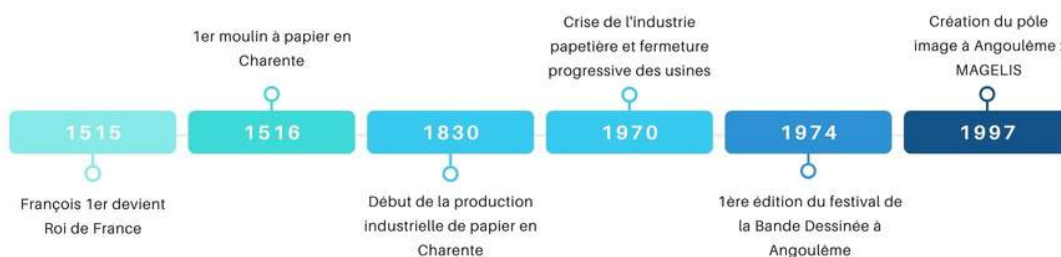 1515
François 1er devient
Roi de France
1er moulin à papier en
Charente
1516
1830
Début de la production
industrielle de papier en
Charente
Crise de l'industrie
papetière et fermeture
progressive des usines
1970
1974
1ère édition du festival de
la Bande Dessinée à
Angoulême
Création du pôle
image à Angoulême :
MAGELIS
1997